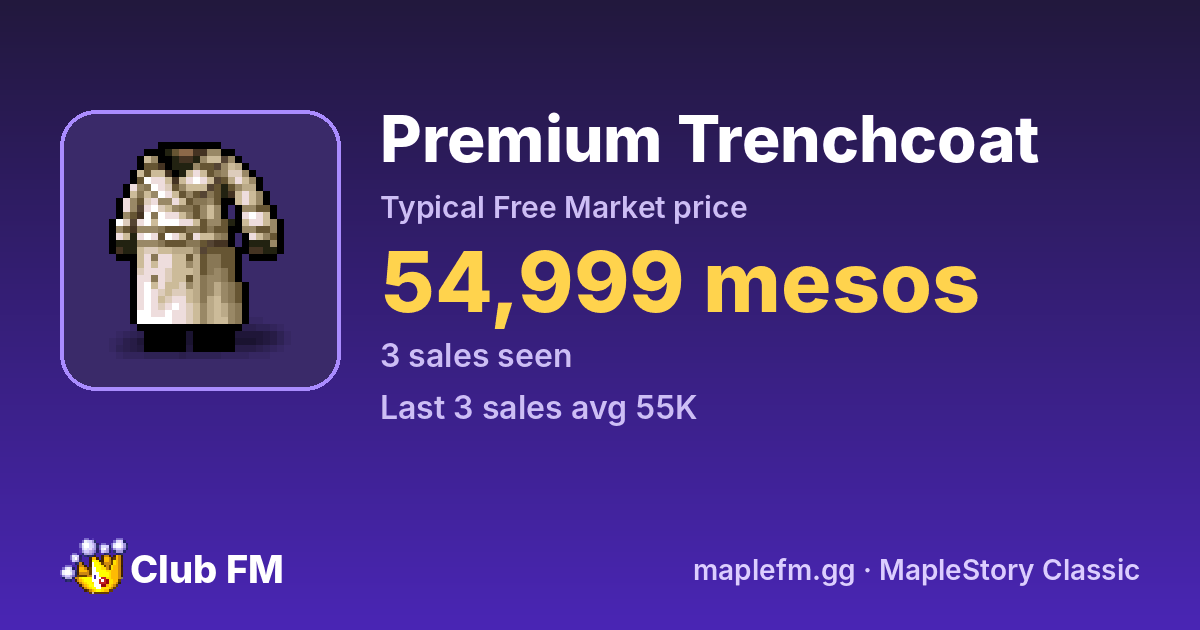 Premium Trenchcoat
Typical Free Market price
54,999 mesos
3 sales seen
Last 3 sales avg 55K
Club FM
maplefm.gg · MapleStory Classic